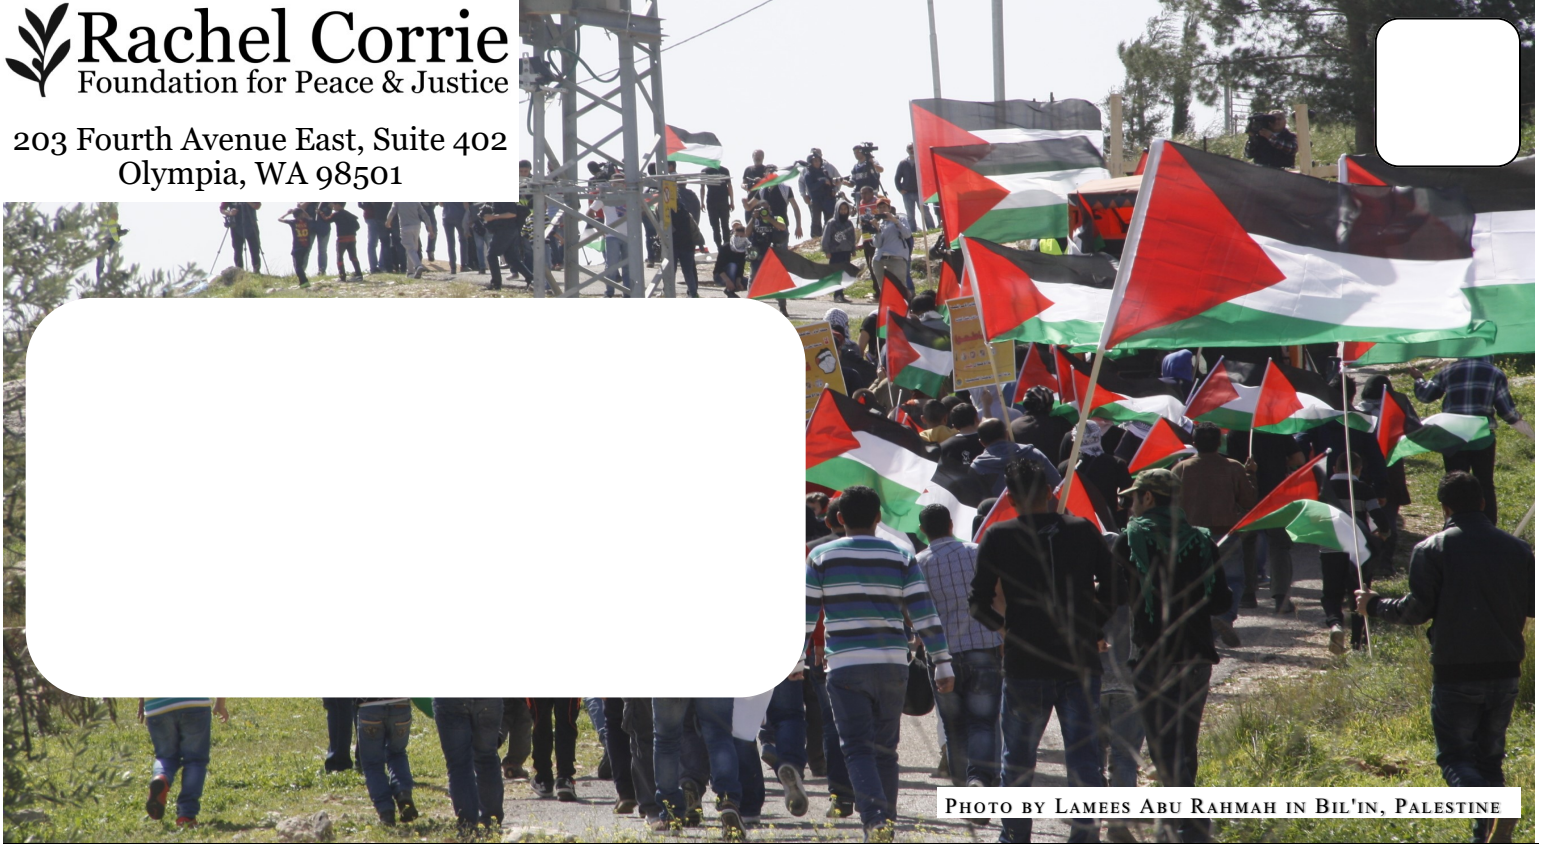 Rachel Corrie
Foundation for Peace & Justice
203 Fourth Avenue East, Suite 402
Olympia, WA 98501
Photo by Lamees Abu Rahmah in Bil'in, Palestine